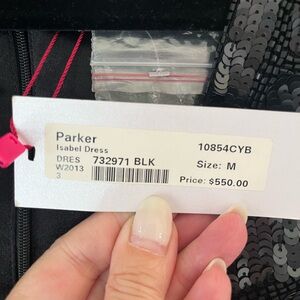 Parker 10854CYB
Isabel Dress
DRES 732971 BLK Size: M
W2013
3 Price: $550.00